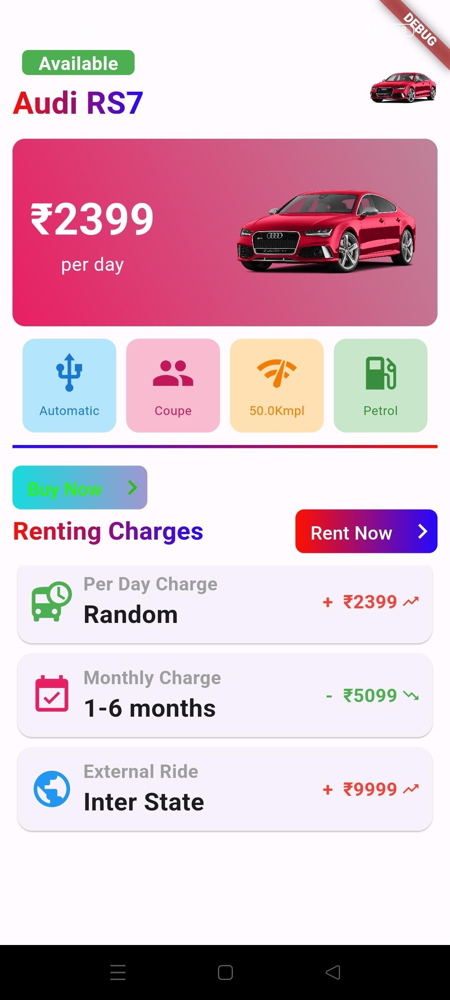 DEBUG
98
Available
Audi RS7
₹2399
per day
Automatic
Coupe
50.0Kmpl
Petrol
Buy Now
Renting Charges
Rent Now
Per Day Charge
Random
+ ₹2399
Monthly Charge
1-6 months
- ₹5099
External Ride
Inter State
+ ₹9999